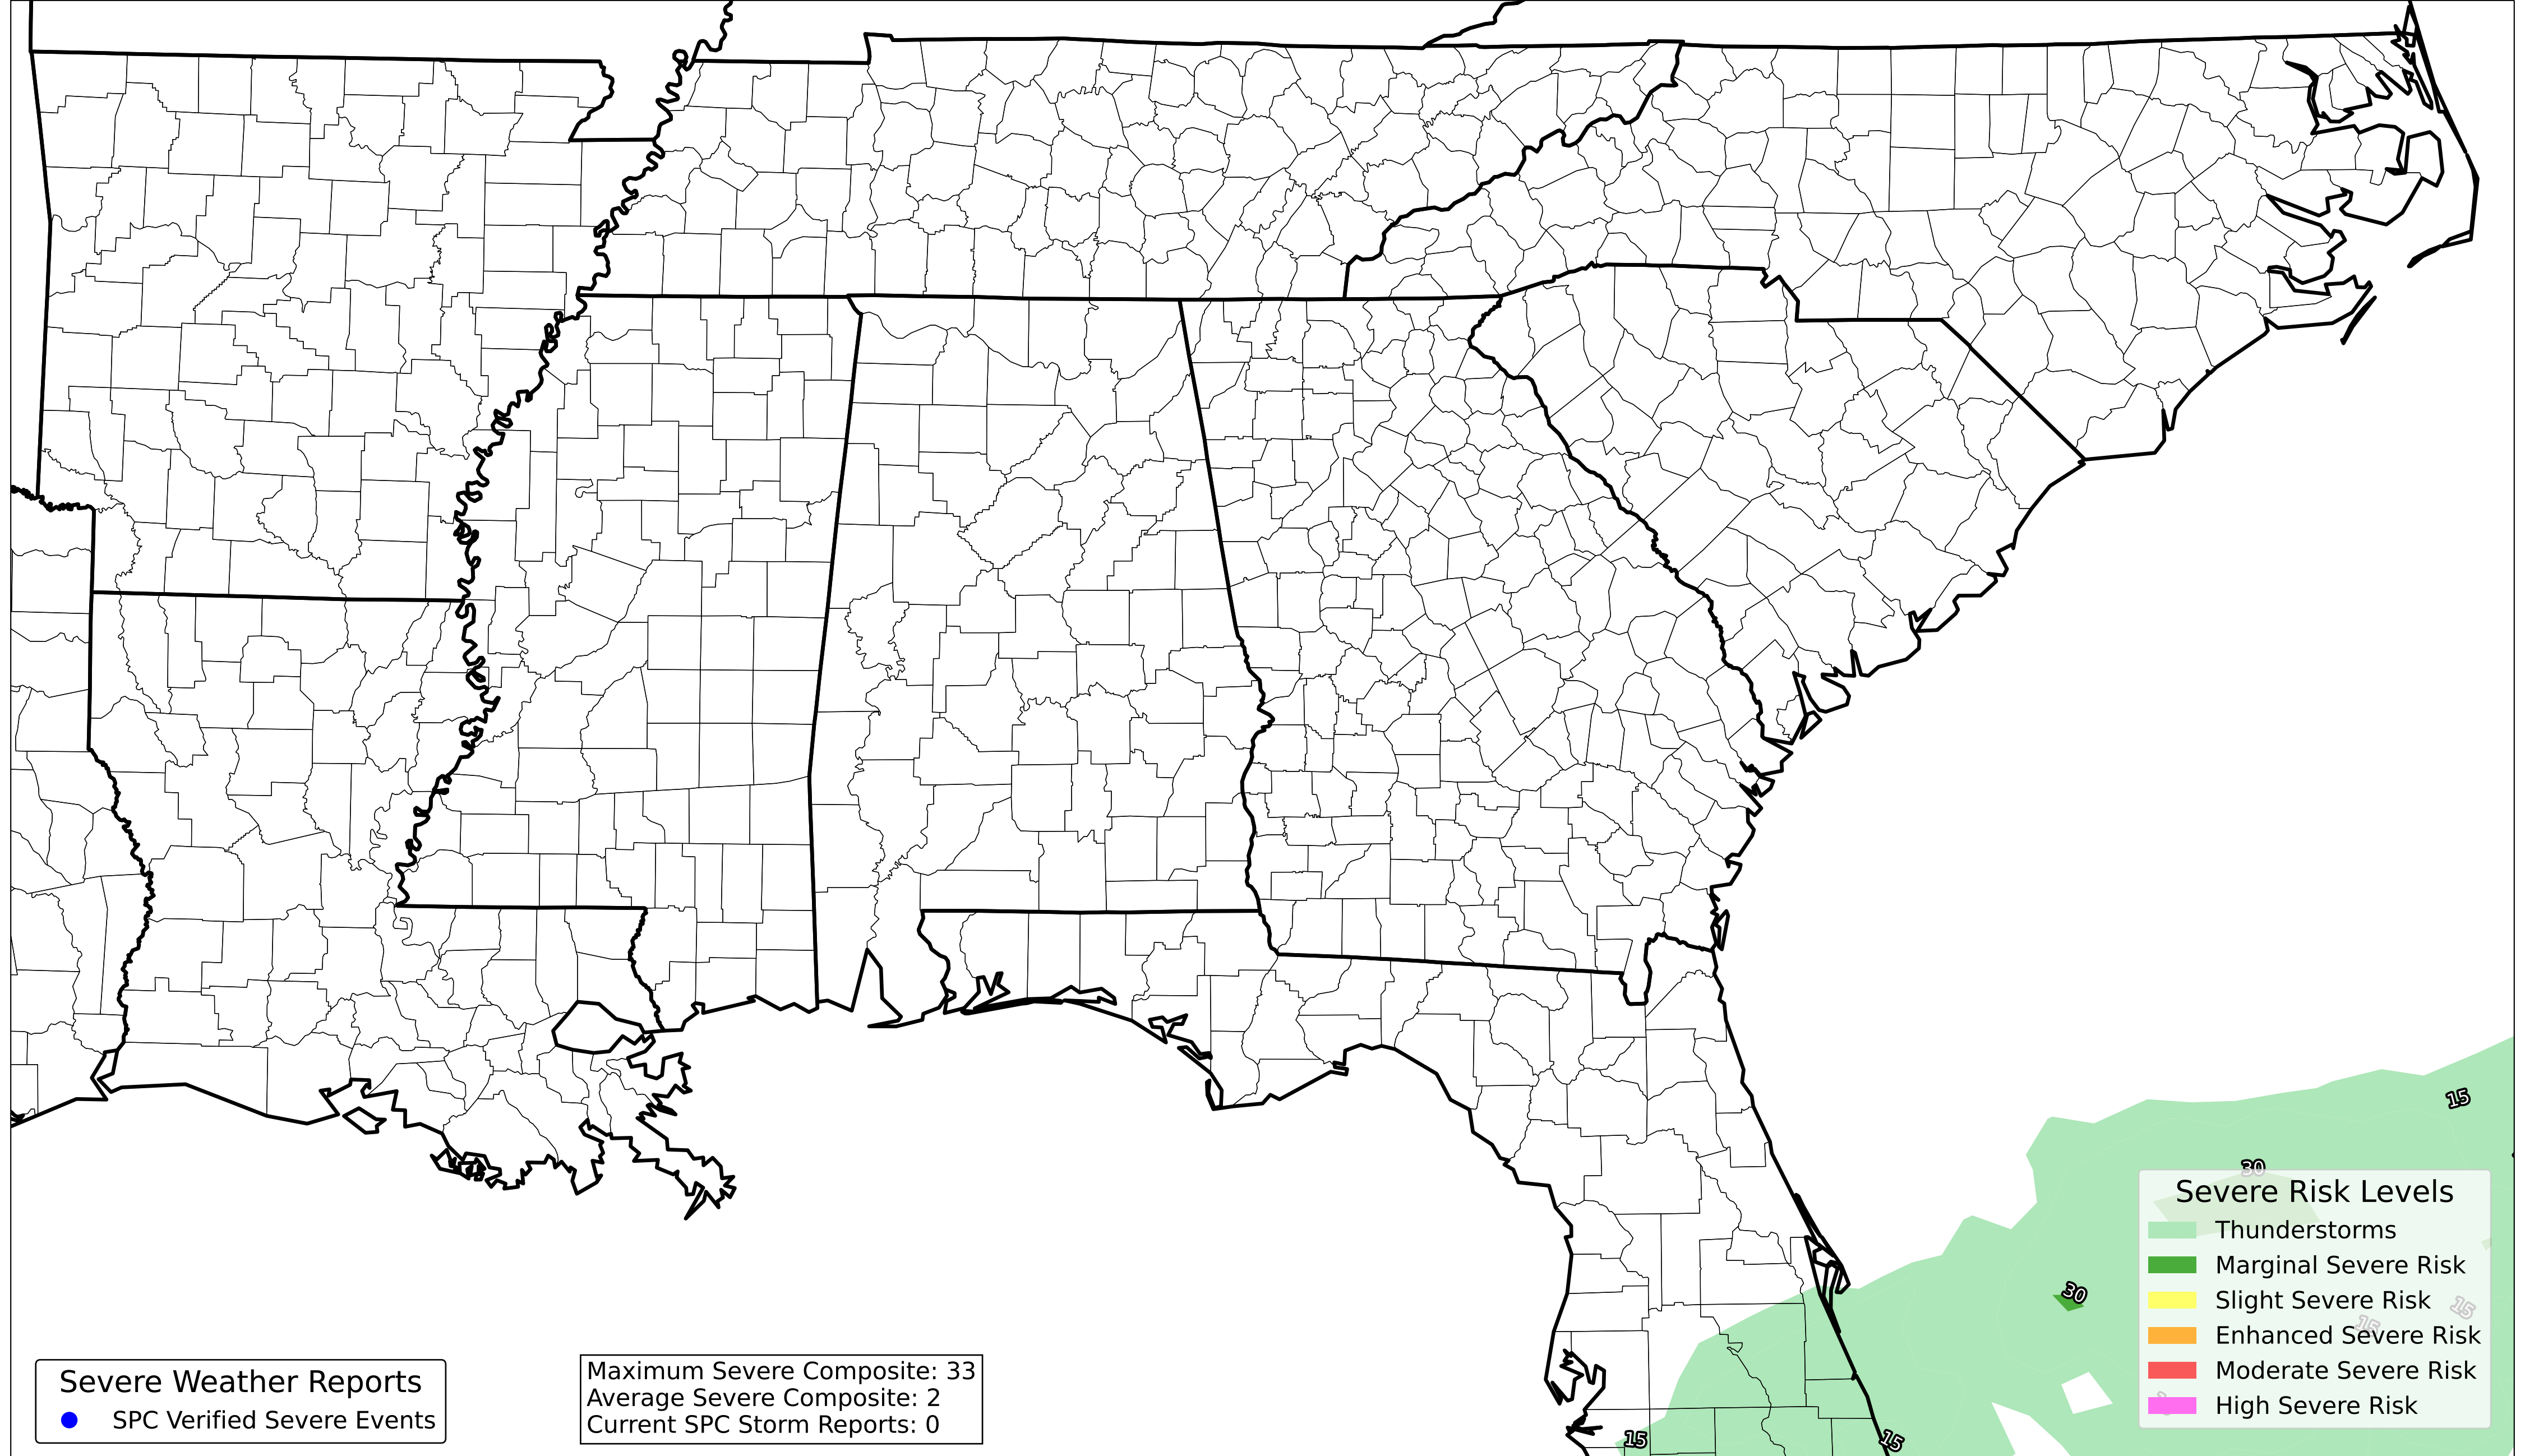 15
30
Severe Risk Levels
Thunderstorms
Marginal Severe Risk
30
Slight Severe Risk
15
15
Enhanced Severe Risk
Moderate Severe Risk
High Severe Risk
Severe Weather Reports
SPC Verified Severe Events
Maximum Severe Composite: 33
Average Severe Composite: 2
Current SPC Storm Reports: 0
15
15